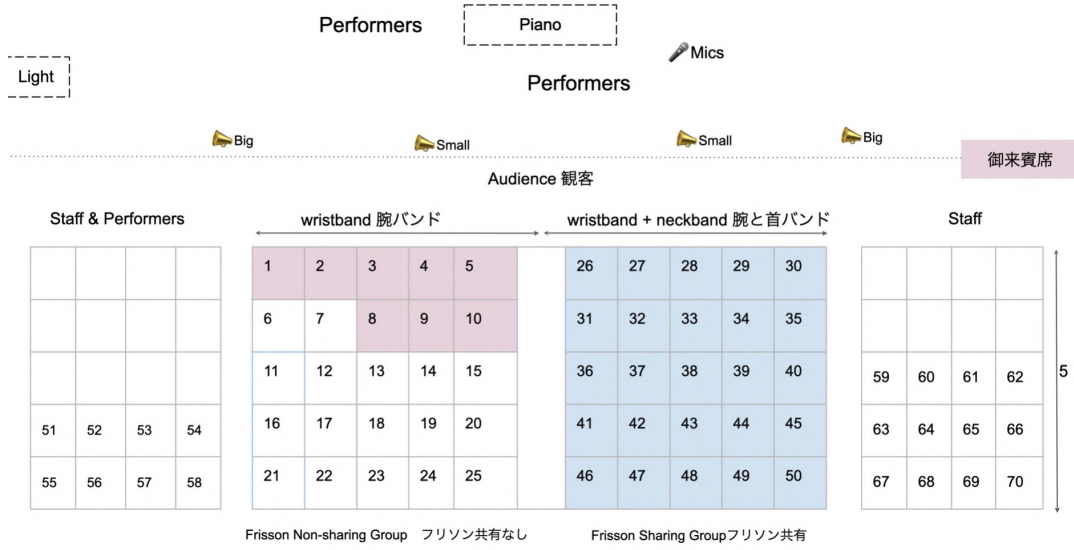 Performers
Piano
Mics
Light
Performers
Big
Small
Small
Big
御来賓席
Audience 観客
Staff & Performers
wristband 腕バンド
wristband + neckband 腕と首バンド
Staff
1 2 3 4 5
26 27 28 29 30
6 7 8 9 10
31 32 33 34 35
11 12 13 14 15
36 37 38 39 40
59 60 61 62
5
51 52 53 54
16 17 18 19 20
41 42 43 44 45
63 64 65 66
55 56 57 58
21 22 23 24 25
46 47 48 49 50
67 68 69 70
Frisson Non-sharing Group フリソン共有なし
Frisson Sharing Groupフリソン共有